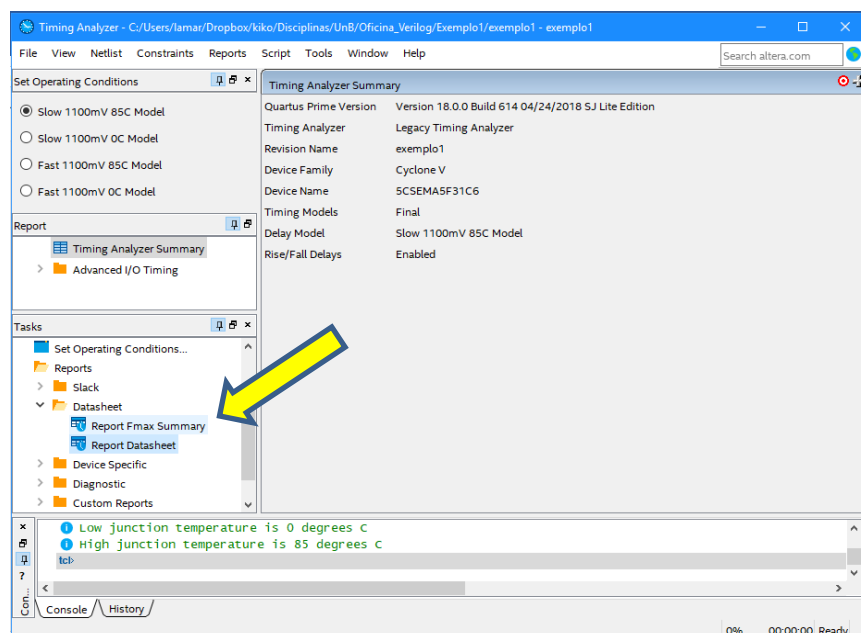 Timing Analyzer - C:/Users/lamar/Dropbox/kiko/Disciplinas/UnB/Oficina_Verilog/Exemplo1/exemplo1 - exemplo1
File View Netlist Constraints Reports Script Tools Window Help
Search altera.com
Set Operating Conditions
Slow 1100mV 85C Model
Slow 1100mV 0C Model
Fast 1100mV 85C Model
Fast 1100mV 0C Model
Report
Timing Analyzer Summary
Advanced I/O Timing
Tasks
Set Operating Conditions...
Reports
Slack
Datasheet
Report Fmax Summary
Report Datasheet
Device Specific
Diagnostic
Custom Reports
Timing Analyzer Summary
Quartus Prime Version Version 18.0.0 Build 614 04/24/2018 SJ Lite Edition
Timing Analyzer Legacy Timing Analyzer
Revision Name exemplo1
Device Family Cyclone V
Device Name 5CSEMA5F31C6
Timing Models Final
Delay Model Slow 1100mV 85C Model
Rise/Fall Delays Enabled
Low junction temperature is 0 degrees C
High junction temperature is 85 degrees C
tcl>
Con...
Console History
0% 00:00:00 Ready